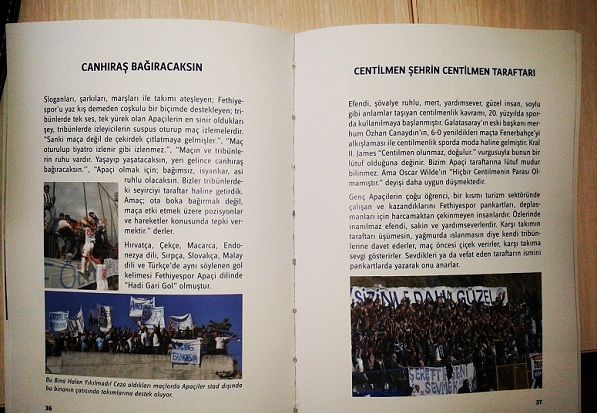 CANHIRAŞ BAĞIRACAKSIN
Sloganları, şarkıları, marşları ile takımı ateşleyen; Fethiye-
spor'u yaz kış demeden coşkulu bir biçimde destekleyen; tri-
bünlerde tek ses, tek yürek olan Apaçilerin en sinir oldukları
şey, tribünlerde izleyicilerin suspus oturup maç izlemelerdir.
"Sanki maça değil de çekirdek çıtlatmaya gelmişler.", "Maç
oturulup tiyatro izlenir gibi izlenmez.", "Maçın ve tribünle-
rin ruhu vardır. Yaşayıp yaşatacaksın, yeri gelince canhıraş
bağıracaksın.", "Apaçi olmak için; bağımsız, isyankar, asi
ruhlu olacaksın. Bizler tribünlerde-
ki seyirciyi taraftar haline getirdik.
Amaç; ota boka bağırmak değil,
maça etki etmek üzere pozisyonlar
ve hareketler konusunda tepki ver-
mektir." derler.
Hırvatça, Çekçe, Macarca, Endo-
nezya dili, Sırpça, Slovakça, Malay
dili ve Türkçe'de aynı söylenen gol
kelimesi Fethiyespor Apaçi dilinde
"Hadi Gari Gol" olmuştur.
Bu Bina Halen Yıkılmadı! Ceza aldıkları maçlarda Apaçiler stad dışında
bu binanın çatısında takımlarına destek oluyor.
36
CENTİLMEN ŞEHRİN CENTİLMEN TARAFTARI
Efendi, şövalye ruhlu, mert, yardımsever, güzel insan, soylu
gibi anlamlar taşıyan centilmenlik kavramı, 20. yüzyılda spor-
da kullanılmaya başlanmıştır. Galatasaray'ın eski başkanı mer-
hum Özhan Canaydın'ın, 6-0 yenildikleri maçta Fenerbahçe'yi
alkışlaması ile centilmenlik sporda moda haline gelmiştir. Kral
II. James "Centilmen olunmaz, doğulur." vurgusuyla bunun bir
lütuf olduğuna değinir. Bizim Apaçi taraftarına lütuf mudur
bilinmez. Ama Oscar Wilde'ın "Hiçbir Centilmenin Parası Ol-
mamıştır." deyişi daha uygun düşmektedir.
Genç Apaçilerin çoğu öğrenci, bir kısmı turizm sektöründe
çalışan ve kazandıklarını Fethiyespor pankartları, deplas-
manları için harcamaktan çekinmeyen insanlardır. Özlerinde
inanılmaz efendi, sakin ve yardımseverlerdir. Karşı takımın
taraftarı üşümesin, yağmurda ıslanmasın diye kendi tribün-
lerine davet ederler, maç öncesi çiçek verirler, karşı takıma
sevgi gösterirler. Sevdikleri ya da vefat eden taraftarın ismini
pankartlarda yazarak onu anarlar.
SİZİNLE DAHA GÜZEL
ŞEREFT SENİ
SEVMEK
37